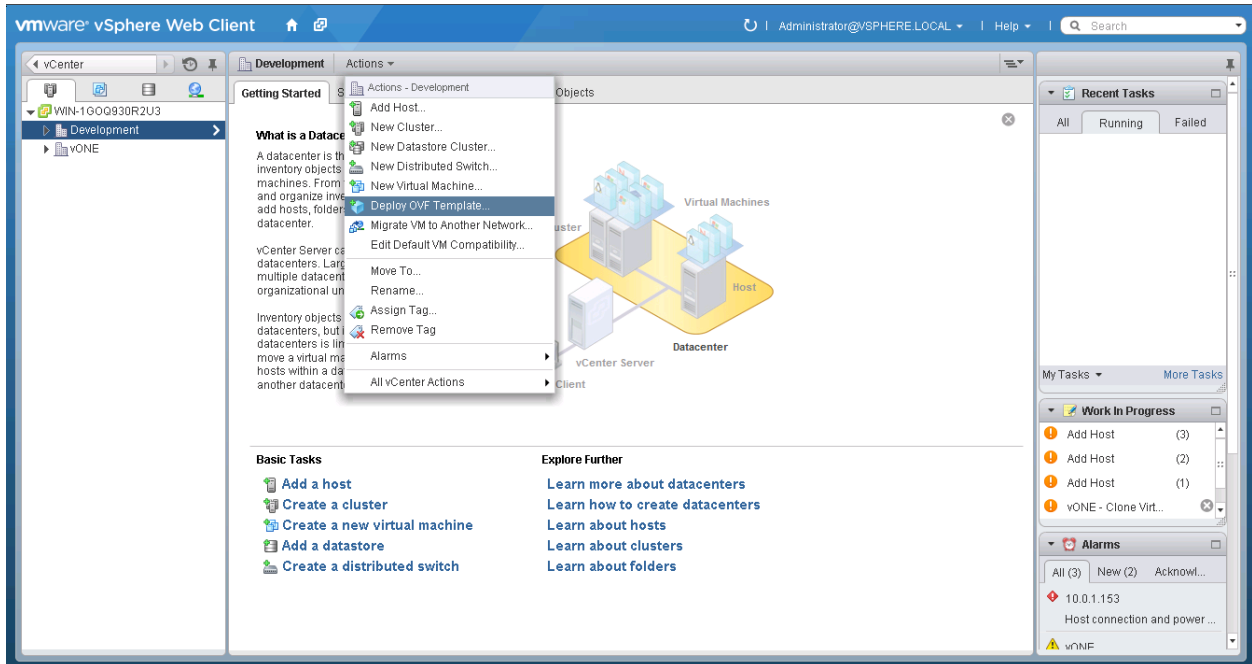 vmware® vSphere Web Client
Administrator@VSPHERE.LOCAL
Help
Search
vCenter
WIN-1GOQ930R2U3
Development
vONE
Development
Actions
Getting Started
S
Objects
Actions - Development
Add Host...
New Cluster...
New Datastore Cluster...
New Distributed Switch...
New Virtual Machine...
Deploy OVF Template...
Migrate VM to Another Network...
Edit Default VM Compatibility...
Move To...
Rename...
Assign Tag...
Remove Tag
Alarms
All vCenter Actions
What is a Datace
A datacenter is th
inventory objects
machines. From
and organize inve
add hosts, folder
datacenter.
vCenter Server ca
datacenters. Larg
multiple datacent
organizational un
Inventory objects
datacenters, but i
datacenters is lim
move a virtual ma
hosts within a da
another datacent
Virtual Machines
uster
Host
Datacenter
vCenter Server
Client
Basic Tasks
Add a host
Create a cluster
Create a new virtual machine
Add a datastore
Create a distributed switch
Explore Further
Learn more about datacenters
Learn how to create datacenters
Learn about hosts
Learn about clusters
Learn about folders
Recent Tasks
All
Running
Failed
My Tasks
More Tasks
Work In Progress
Add Host (3)
Add Host (2)
Add Host (1)
vONE - Clone Virt...
Alarms
All (3)
New (2)
Acknowl...
10.0.1.153
Host connection and power ...
vONE